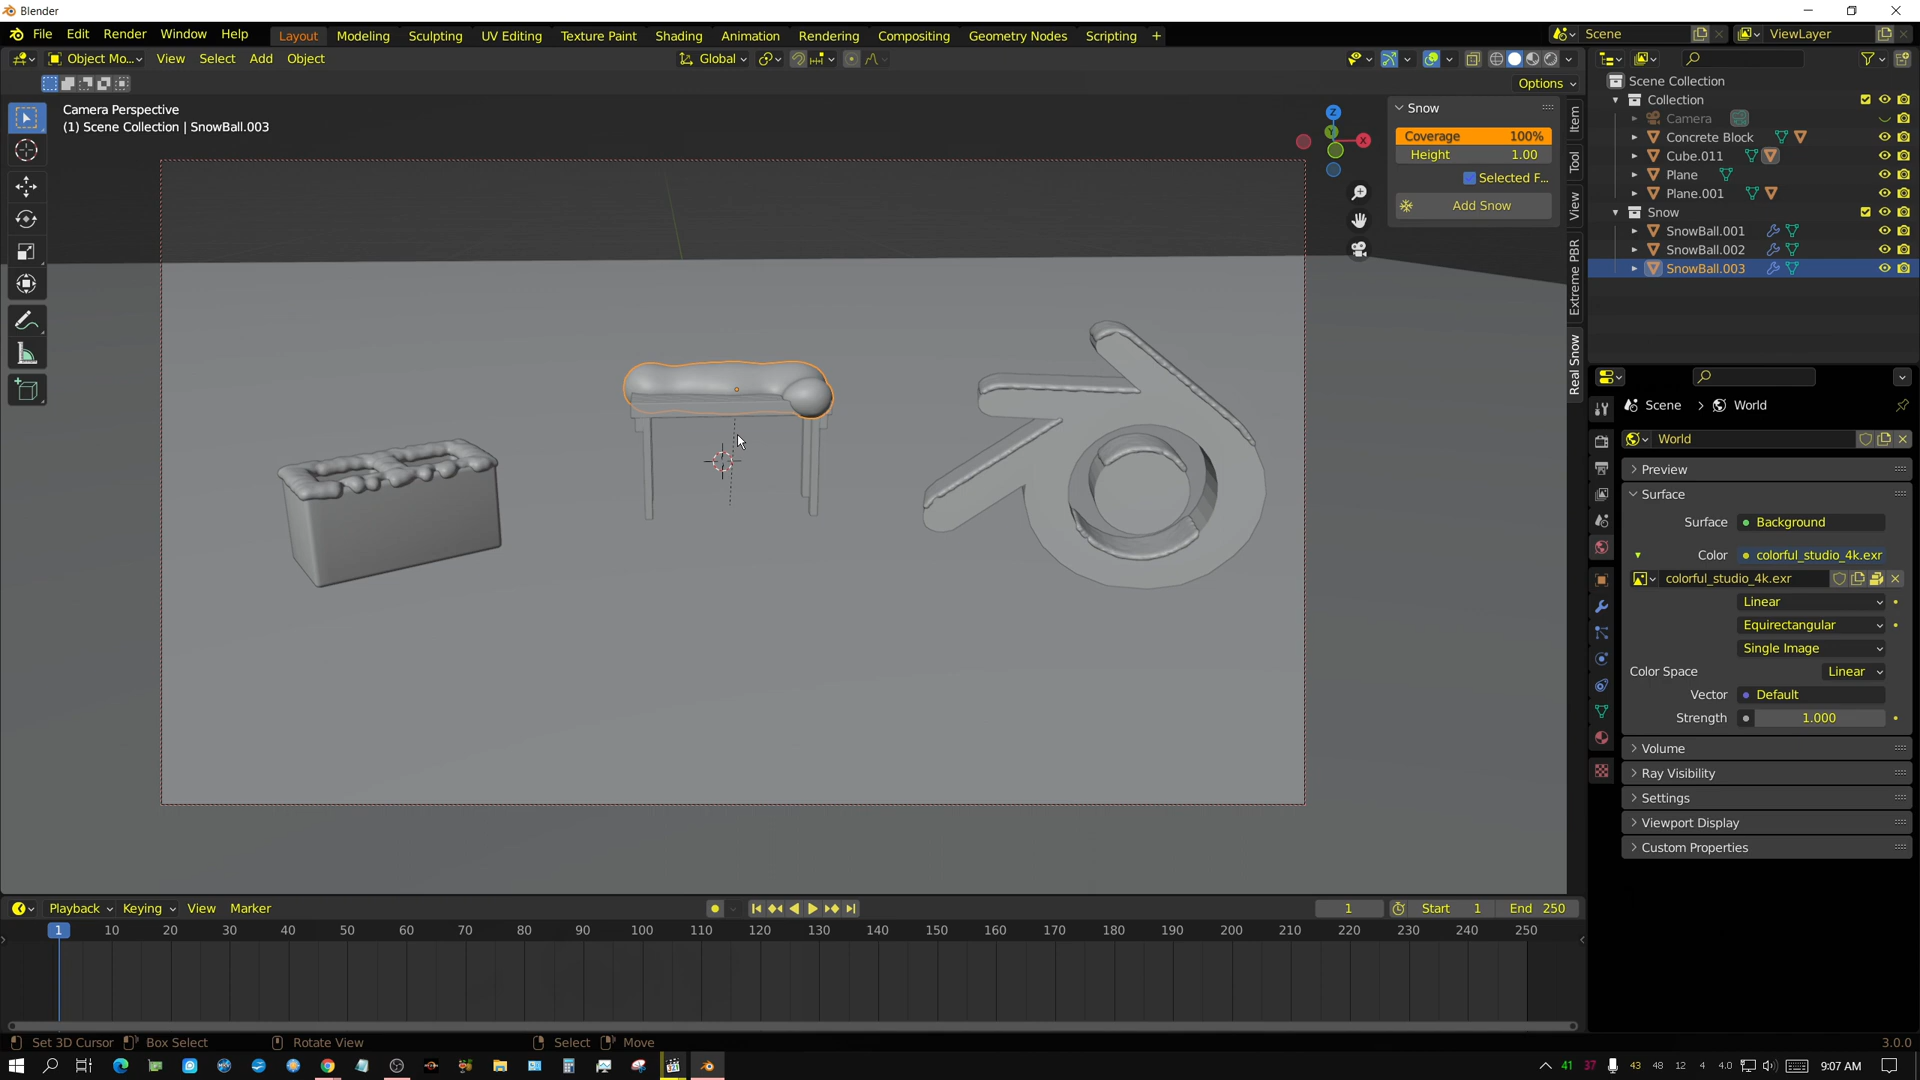 Blender
File Edit Render Window Help Layout Modeling Sculpting UV Editing Texture Paint Shading Animation Rendering Compositing Geometry Nodes Scripting + Scene ViewLayer
Object Mo... View Select Add Object Global
Options
Camera Perspective
(1) Scene Collection | SnowBall.003
Z
Y
X
Snow
Coverage 100%
Height 1.00
Selected F...
Add Snow
Item
Tool
View
Extreme PBR
Real Snow
Scene Collection
Collection
Camera
Concrete Block
Cube.011
Plane
Plane.001
Snow
SnowBall.001
SnowBall.002
SnowBall.003
Scene > World
World
Preview
Surface
Surface Background
Color colorful_studio_4k.exr
colorful_studio_4k.exr
Linear
Equirectangular
Single Image
Color Space Linear
Vector Default
Strength 1.000
Volume
Ray Visibility
Settings
Viewport Display
Custom Properties
Playback Keying View Marker 1 Start 1 End 250
1 10 20 30 40 50 60 70 80 90 100 110 120 130 140 150 160 170 180 190 200 210 220 230 240 250
Set 3D Cursor Box Select Rotate View Select Move 3.0.0
41 37 43 48 12 4 4.0 9:07 AM